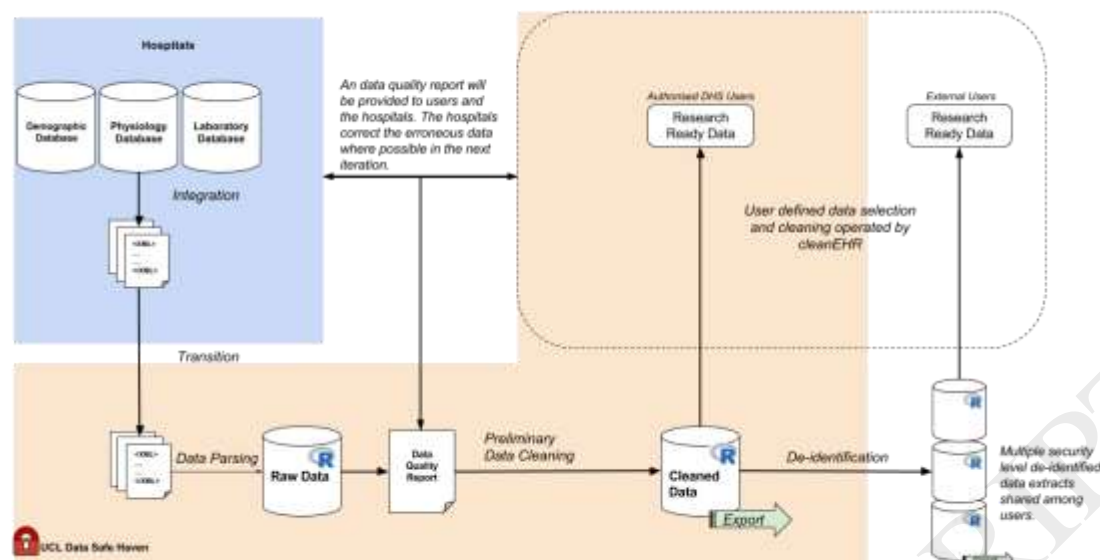 Hospitals
Demographic
Database
Physiology
Database
Laboratory
Database
Integration
<XML>
...
...
<XML>
An data quality report will
be provided to users and
the hospitals. The hospitals
correct the erroneous data
where possible in the next
iteration.
Authorised DHS Users
Research
Ready Data
External Users
Research
Ready Data
User defined data selection
and cleaning operated by
cleanEHR
Transition
<XML>
...
...
<XML>
Data Parsing
R
Raw Data
Data
Quality
Report
Preliminary
Data Cleaning
R
Cleaned
Data
Export
De-identification
R
R
R
Multiple security
level de-identified
data extracts
shared among
users.
UCL Data Safe Haven